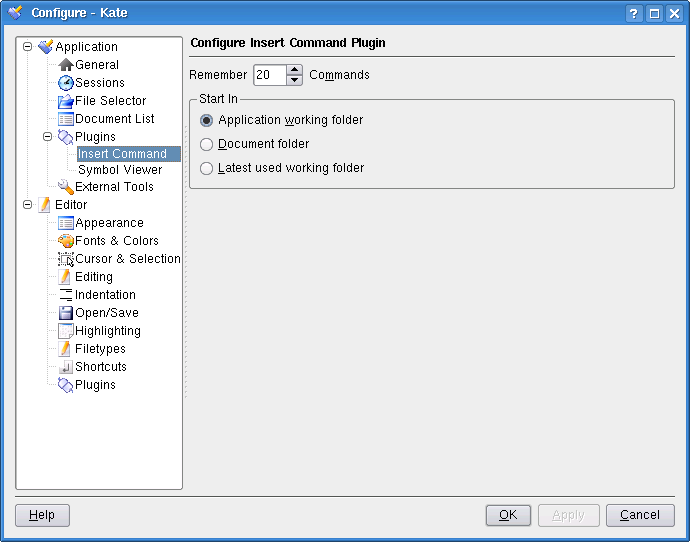 Configure - Kate
Application
General
Sessions
File Selector
Document List
Plugins
Insert Command
Symbol Viewer
External Tools
Editor
Appearance
Fonts & Colors
Cursor & Selection
Editing
Indentation
Open/Save
Highlighting
Filetypes
Shortcuts
Plugins
Configure Insert Command Plugin
Remember 20 Commands
Start In
Application working folder
Document folder
Latest used working folder
Help
OK
Apply
Cancel